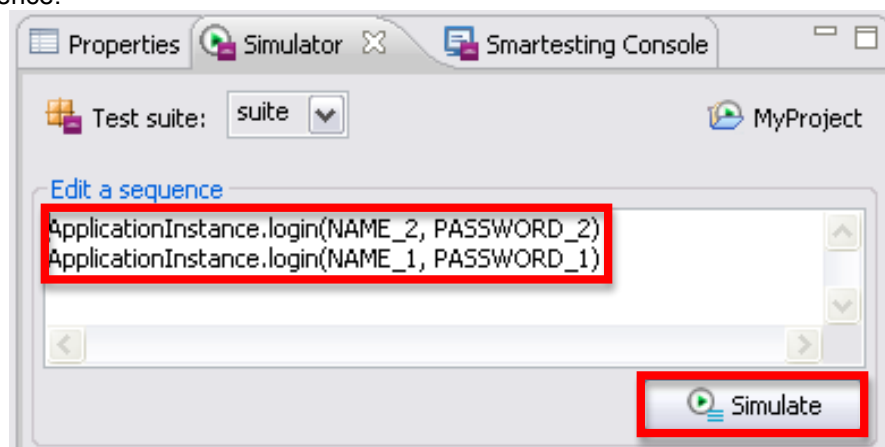 Properties Simulator Smartesting Console
Test suite: suite MyProject
Edit a sequence
ApplicationInstance.login(NAME_2, PASSWORD_2)
ApplicationInstance.login(NAME_1, PASSWORD_1)
Simulate